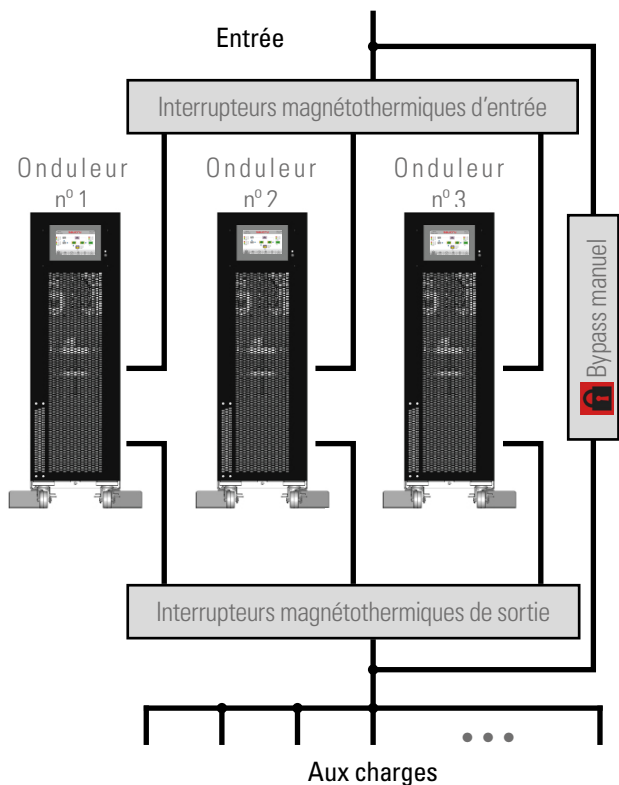 Entrée
Interrupteurs magnétothermiques d'entrée
Onduleur
nº 1
Onduleur
nº 2
Onduleur
nº 3
Bypass manuel
Interrupteurs magnétothermiques de sortie
•••
Aux charges